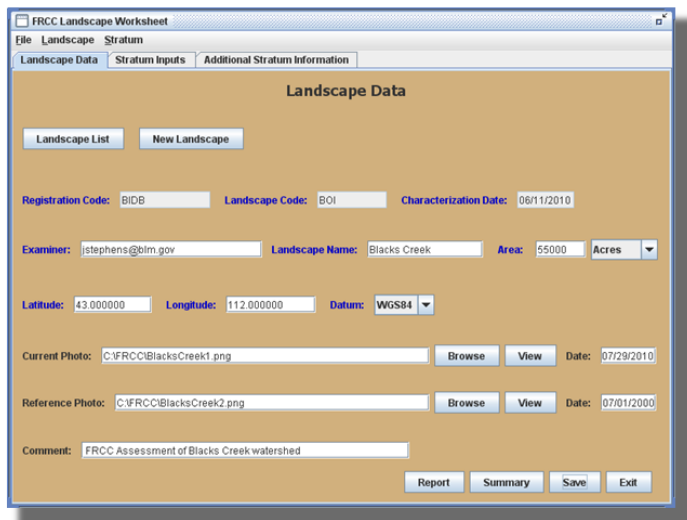 FRCC Landscape Worksheet
File Landscape Stratum
Landscape Data Stratum Inputs Additional Stratum Information
Landscape Data
Landscape List New Landscape
Registration Code: BIDB Landscape Code: BOI Characterization Date: 06/11/2010
Examiner: jstephens@blm.gov Landscape Name: Blacks Creek Area: 55000 Acres
Latitude: 43.000000 Longitude: 112.000000 Datum: WGS84
Current Photo: C:\FRCC\BlacksCreek1.png Browse View Date: 07/29/2010
Reference Photo: C:\FRCC\BlacksCreek2.png Browse View Date: 07/01/2000
Comment: FRCC Assessment of Blacks Creek watershed
Report Summary Save Exit